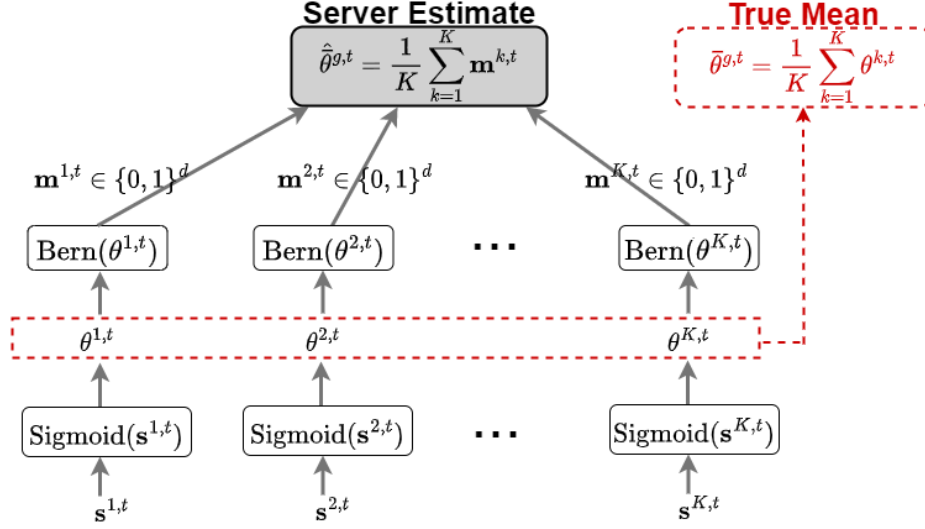 Server Estimate
True Mean
$\hat{\bar{\theta}}^{g,t} = \frac{1}{K} \sum_{k=1}^{K} \mathbf{m}^{k,t}$
$\bar{\theta}^{g,t} = \frac{1}{K} \sum_{k=1}^{K} \theta^{k,t}$
$\mathbf{m}^{1,t} \in \{0,1\}^d$ $\mathbf{m}^{2,t} \in \{0,1\}^d$ $\mathbf{m}^{K,t} \in \{0,1\}^d$
Bern($\theta^{1,t}$) Bern($\theta^{2,t}$) ... Bern($\theta^{K,t}$)
$\theta^{1,t}$ $\theta^{2,t}$ $\theta^{K,t}$
Sigmoid($\mathbf{s}^{1,t}$) Sigmoid($\mathbf{s}^{2,t}$) ... Sigmoid($\mathbf{s}^{K,t}$)
$\mathbf{s}^{1,t}$ $\mathbf{s}^{2,t}$ $\mathbf{s}^{K,t}$